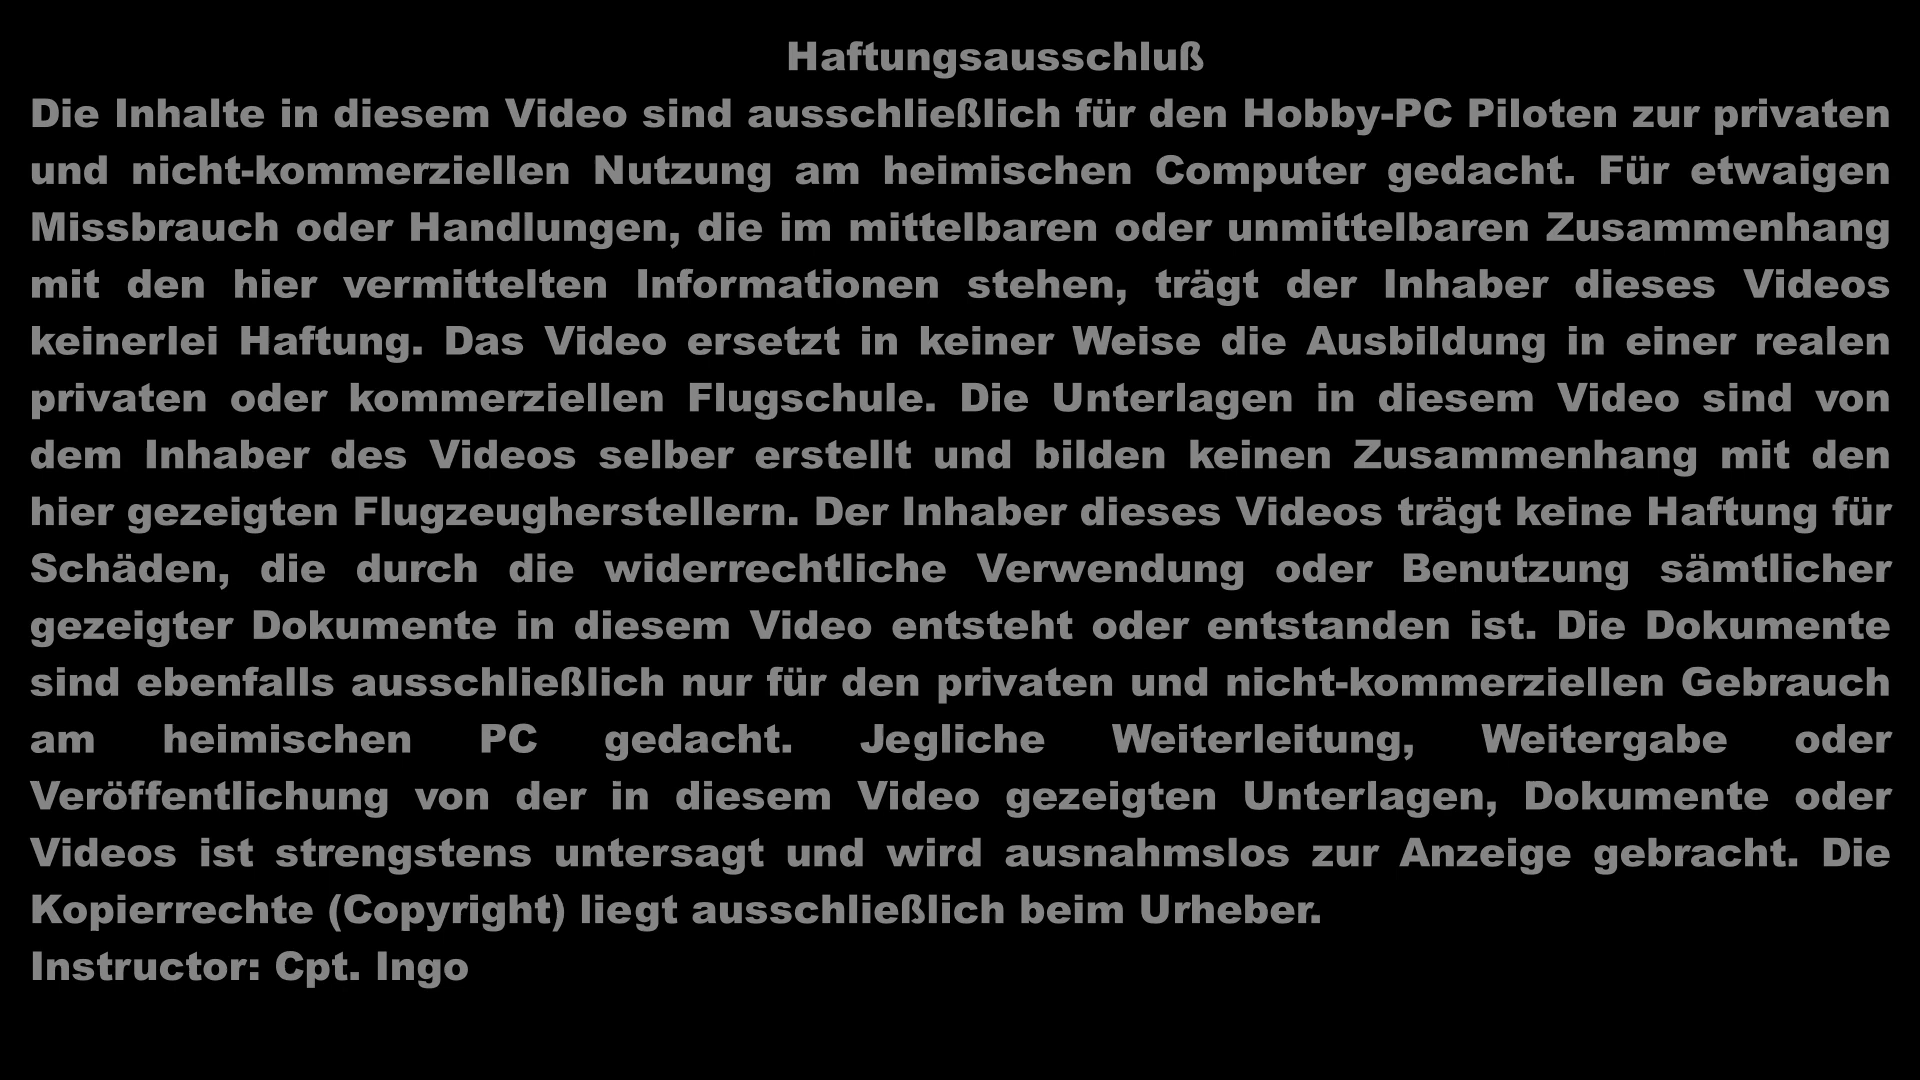 Haftungsausschluß
Die Inhalte in diesem Video sind ausschließlich für den Hobby-PC Piloten zur privaten
und nicht-kommerziellen Nutzung am heimischen Computer gedacht. Für etwaigen
Missbrauch oder Handlungen, die im mittelbaren oder unmittelbaren Zusammenhang
mit den hier vermittelten Informationen stehen, trägt der Inhaber dieses Videos
keinerlei Haftung. Das Video ersetzt in keiner Weise die Ausbildung in einer realen
privaten oder kommerziellen Flugschule. Die Unterlagen in diesem Video sind von
dem Inhaber des Videos selber erstellt und bilden keinen Zusammenhang mit den
hier gezeigten Flugzeugherstellern. Der Inhaber dieses Videos trägt keine Haftung für
Schäden, die durch die widerrechtliche Verwendung oder Benutzung sämtlicher
gezeigter Dokumente in diesem Video entsteht oder entstanden ist. Die Dokumente
sind ebenfalls ausschließlich nur für den privaten und nicht-kommerziellen Gebrauch
am heimischen PC gedacht. Jegliche Weiterleitung, Weitergabe oder
Veröffentlichung von der in diesem Video gezeigten Unterlagen, Dokumente oder
Videos ist strengstens untersagt und wird ausnahmslos zur Anzeige gebracht. Die
Kopierrechte (Copyright) liegt ausschließlich beim Urheber.
Instructor: Cpt. Ingo